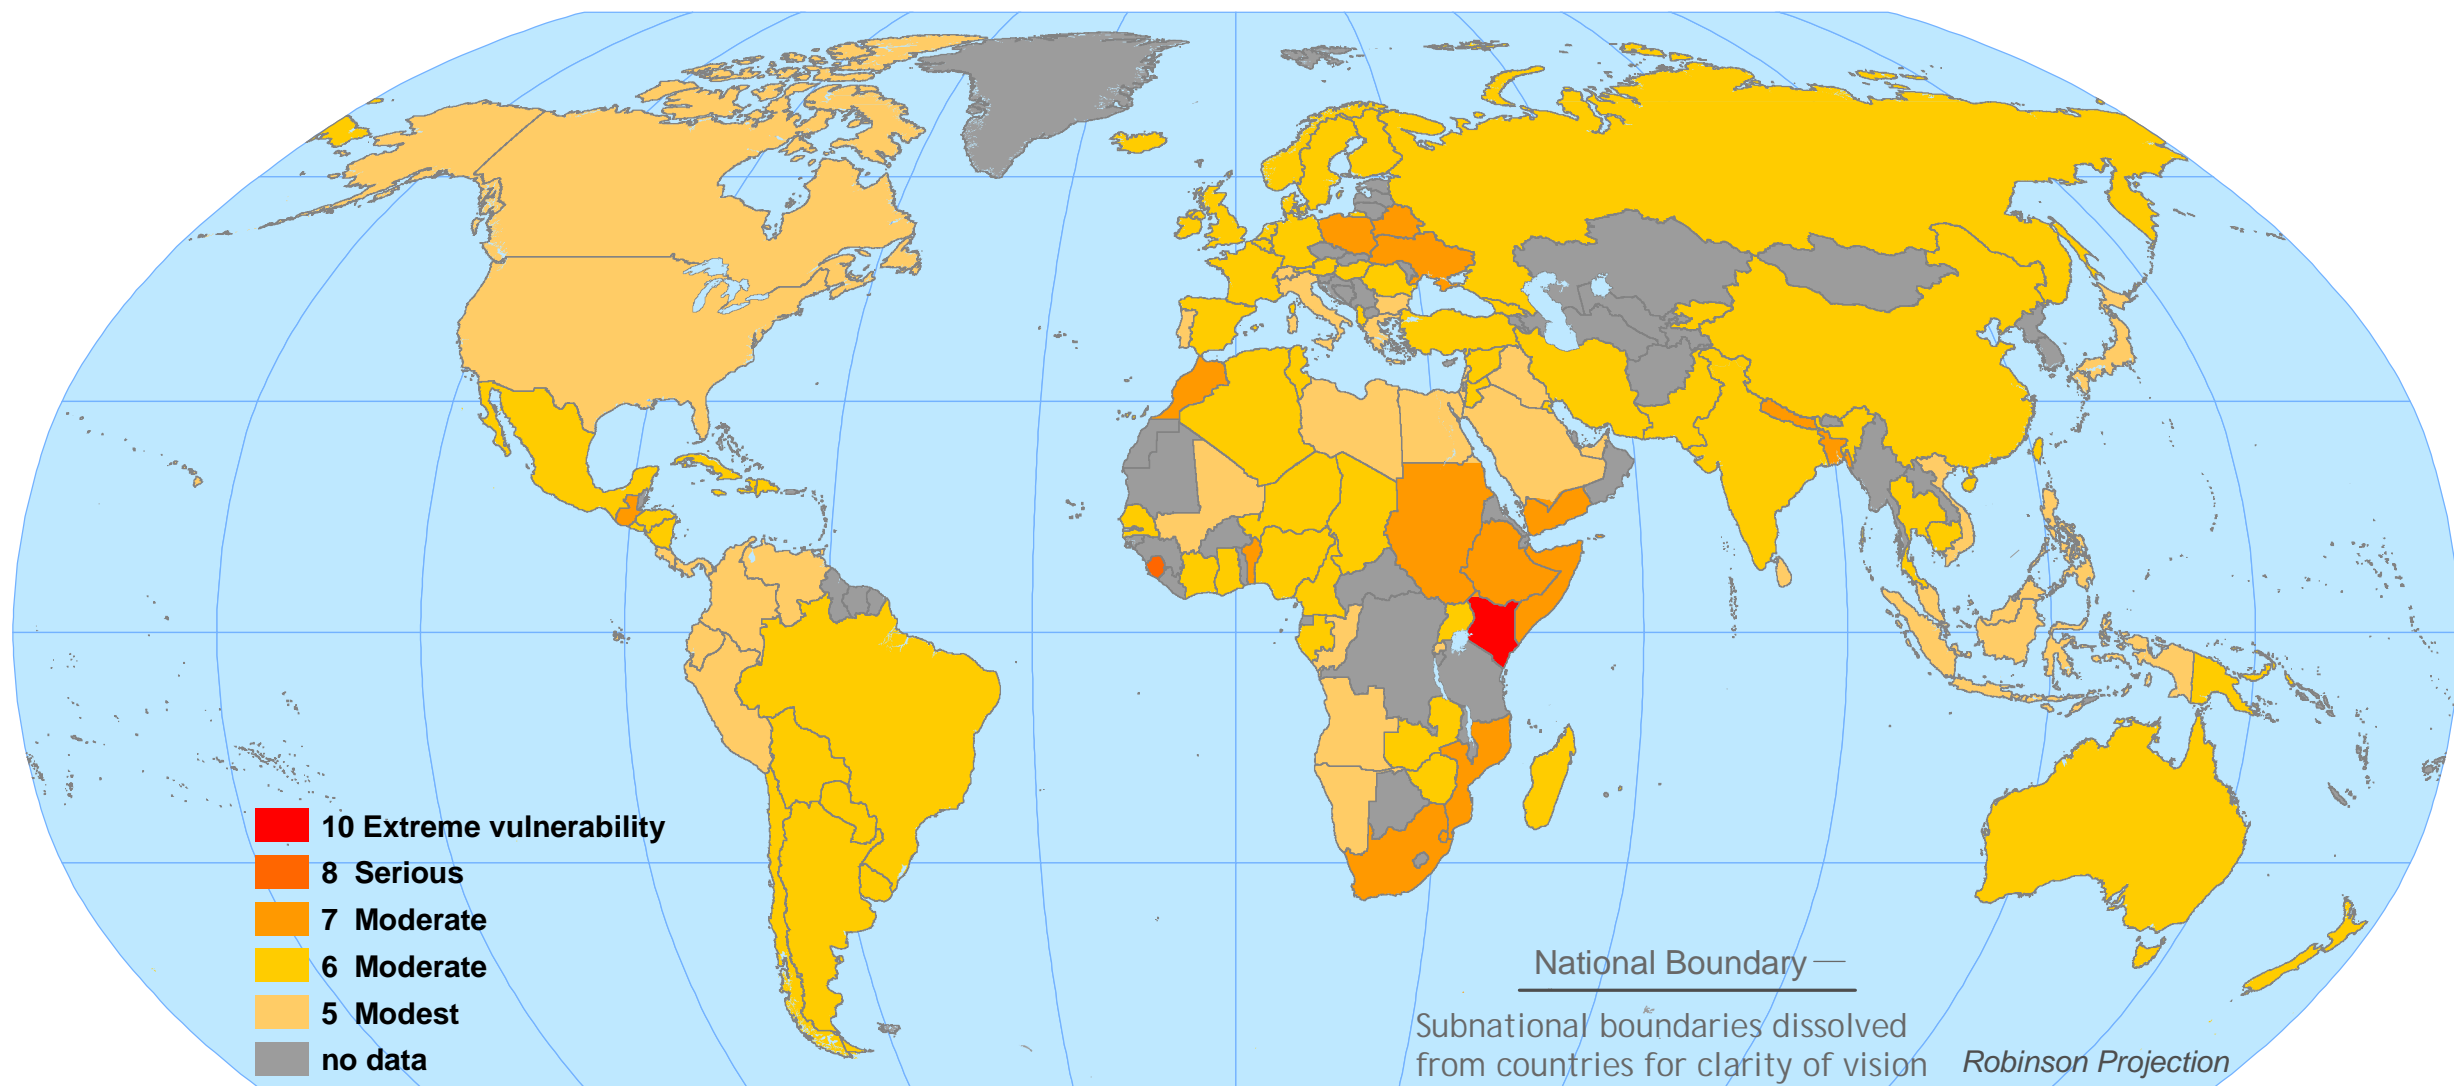 10 Extreme vulnerability
8 Serious
7 Moderate
6 Moderate
5 Modest
no data
National Boundary
Subnational boundaries dissolved
from countries for clarity of vision
Robinson Projection